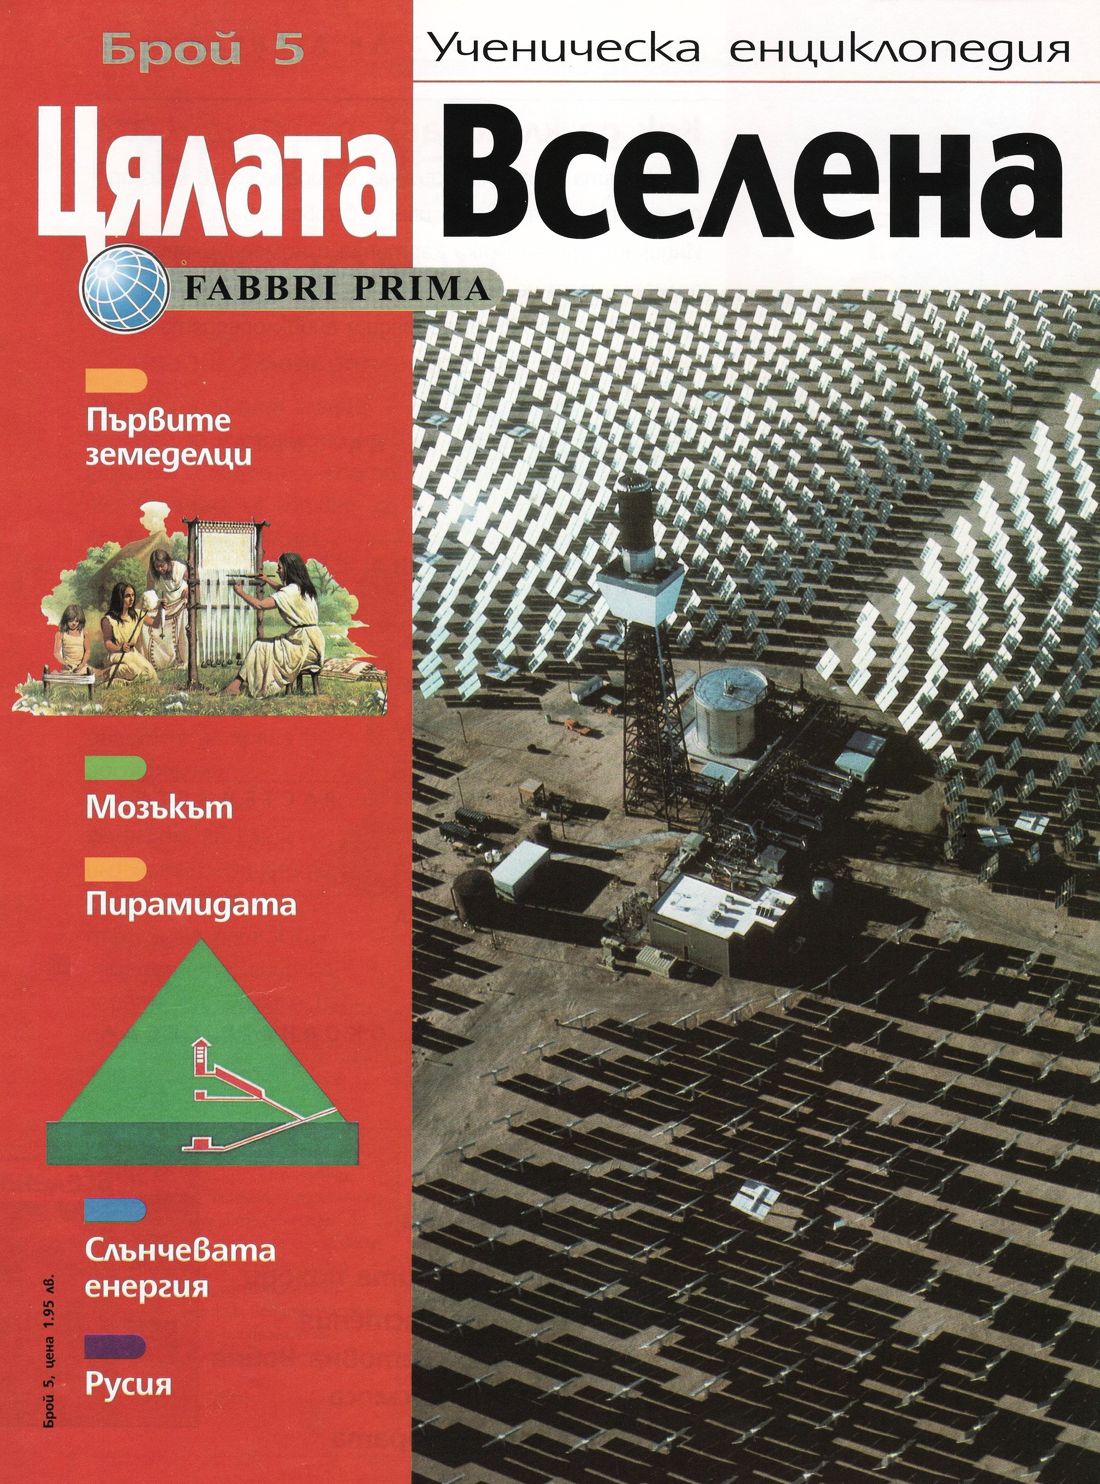 Брой 5
Ученическа енциклопедия
Цялата Вселена
FABBRI PRIMA
Първите
земеделци
Мозъкът
Пирамидата
Слънчевата
енергия
Русия
Брой 5, цена 1.95 лв.